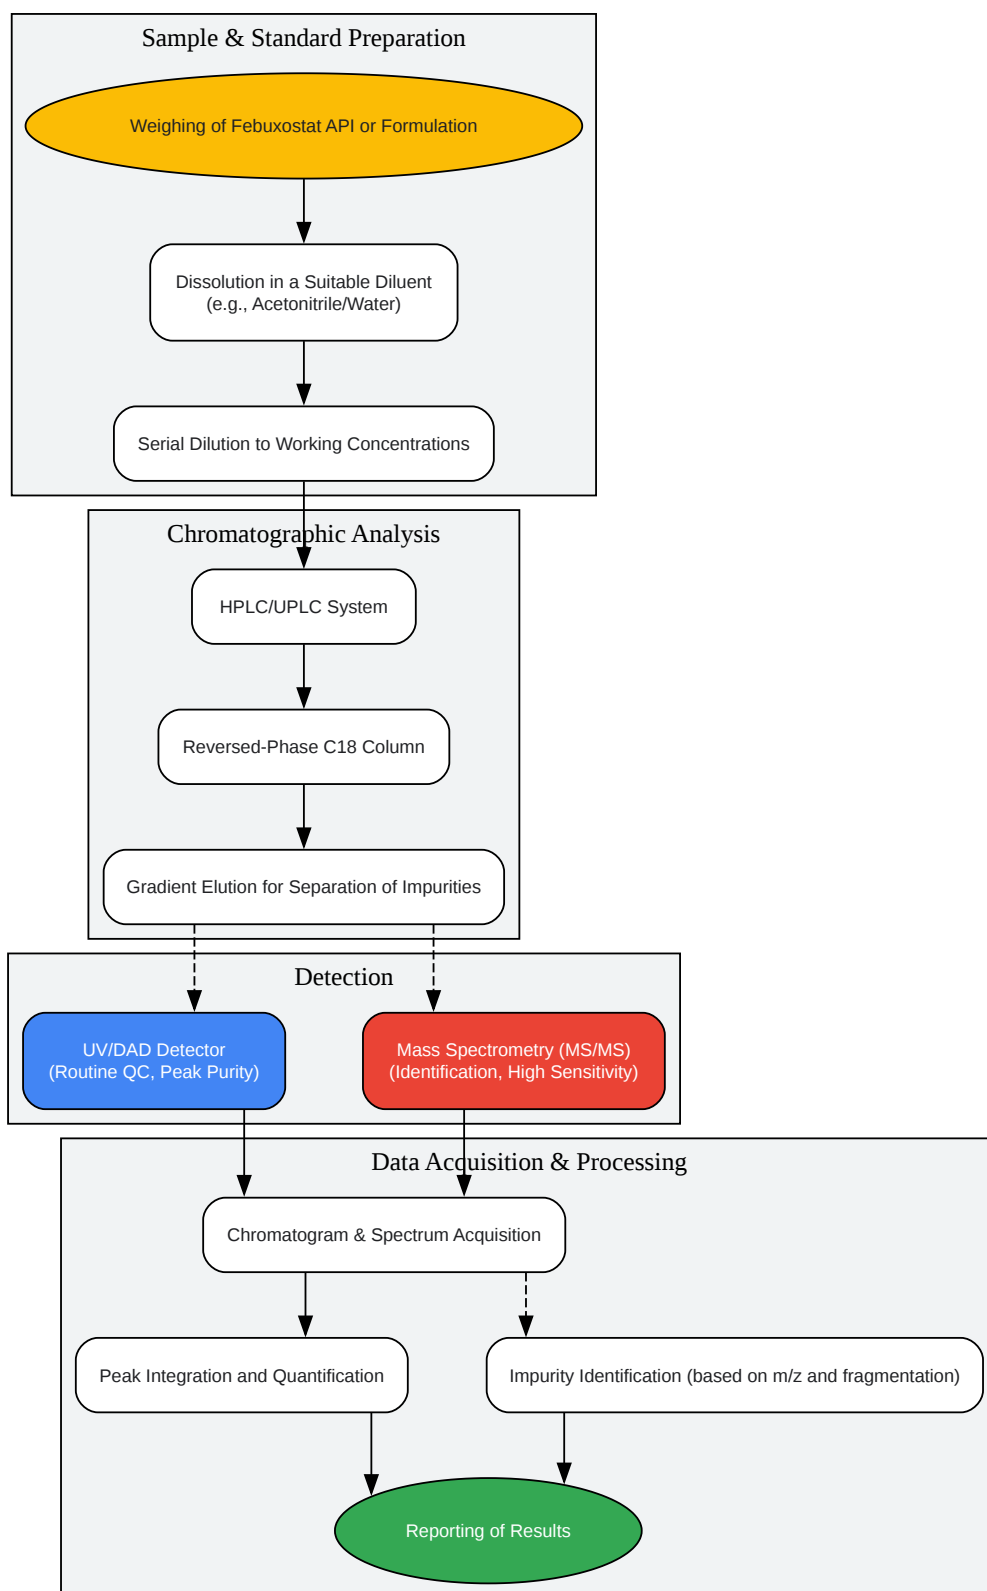 Sample & Standard Preparation
Weighing of Febuxostat API or Formulation
Dissolution in a Suitable Diluent
(e.g., Acetonitrile/Water)
Serial Dilution to Working Concentrations
Chromatographic Analysis
HPLC/UPLC System
Reversed-Phase C18 Column
Gradient Elution for Separation of Impurities
Detection
UV/DAD Detector
(Routine QC, Peak Purity)
Mass Spectrometry (MS/MS)
(Identification, High Sensitivity)
Data Acquisition & Processing
Chromatogram & Spectrum Acquisition
Peak Integration and Quantification
Impurity Identification (based on m/z and fragmentation)
Reporting of Results